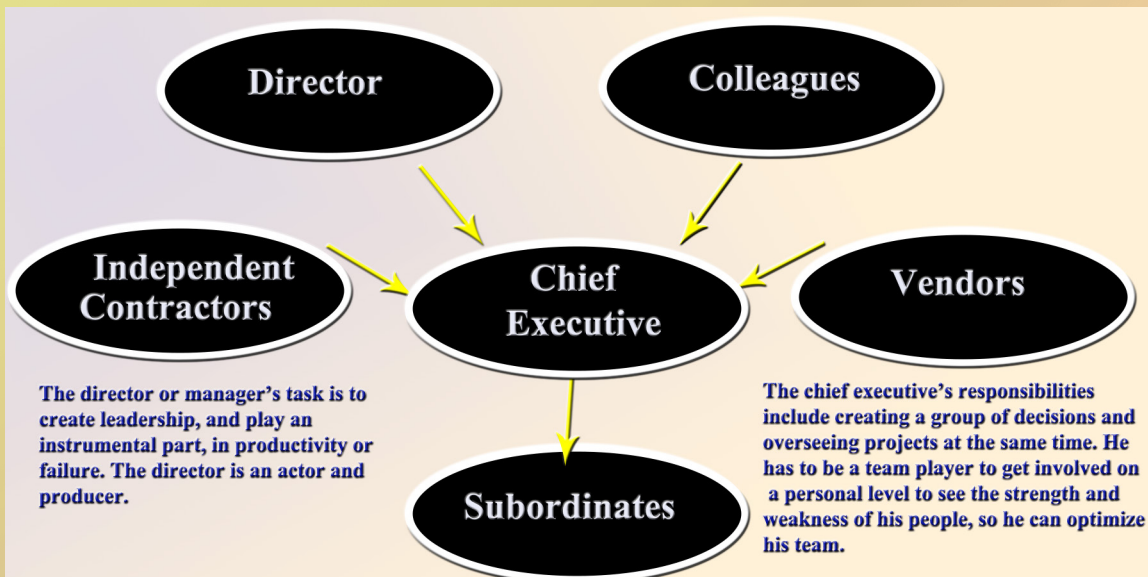 Director
Colleagues
Independent
Contractors
Chief
Executive
Vendors
The director or manager’s task is to
create leadership, and play an
instrumental part, in productivity or
failure. The director is an actor and
producer.
The chief executive’s responsibilities
include creating a group of decisions and
overseeing projects at the same time. He
has to be a team player to get involved on
a personal level to see the strength and
weakness of his people, so he can optimize
his team.
Subordinates